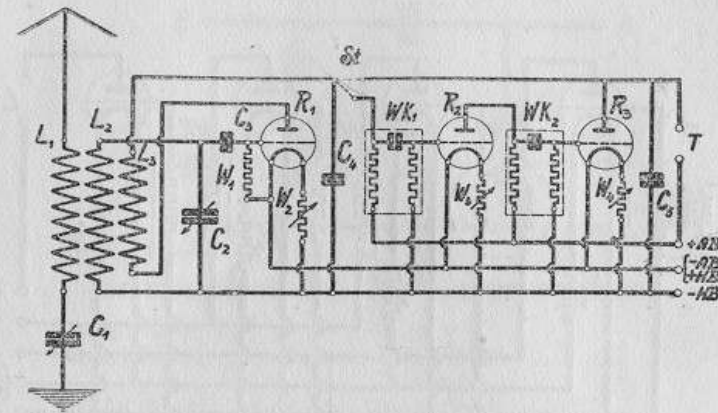 St
L₁
L₂
L₃
C₃
R₁
W₁
W₂
C₂
C₄
WK₁
R₂
W₃
WK₂
R₃
W₄
C₅
T
+AB
-AB
+HB
-HB
C₁